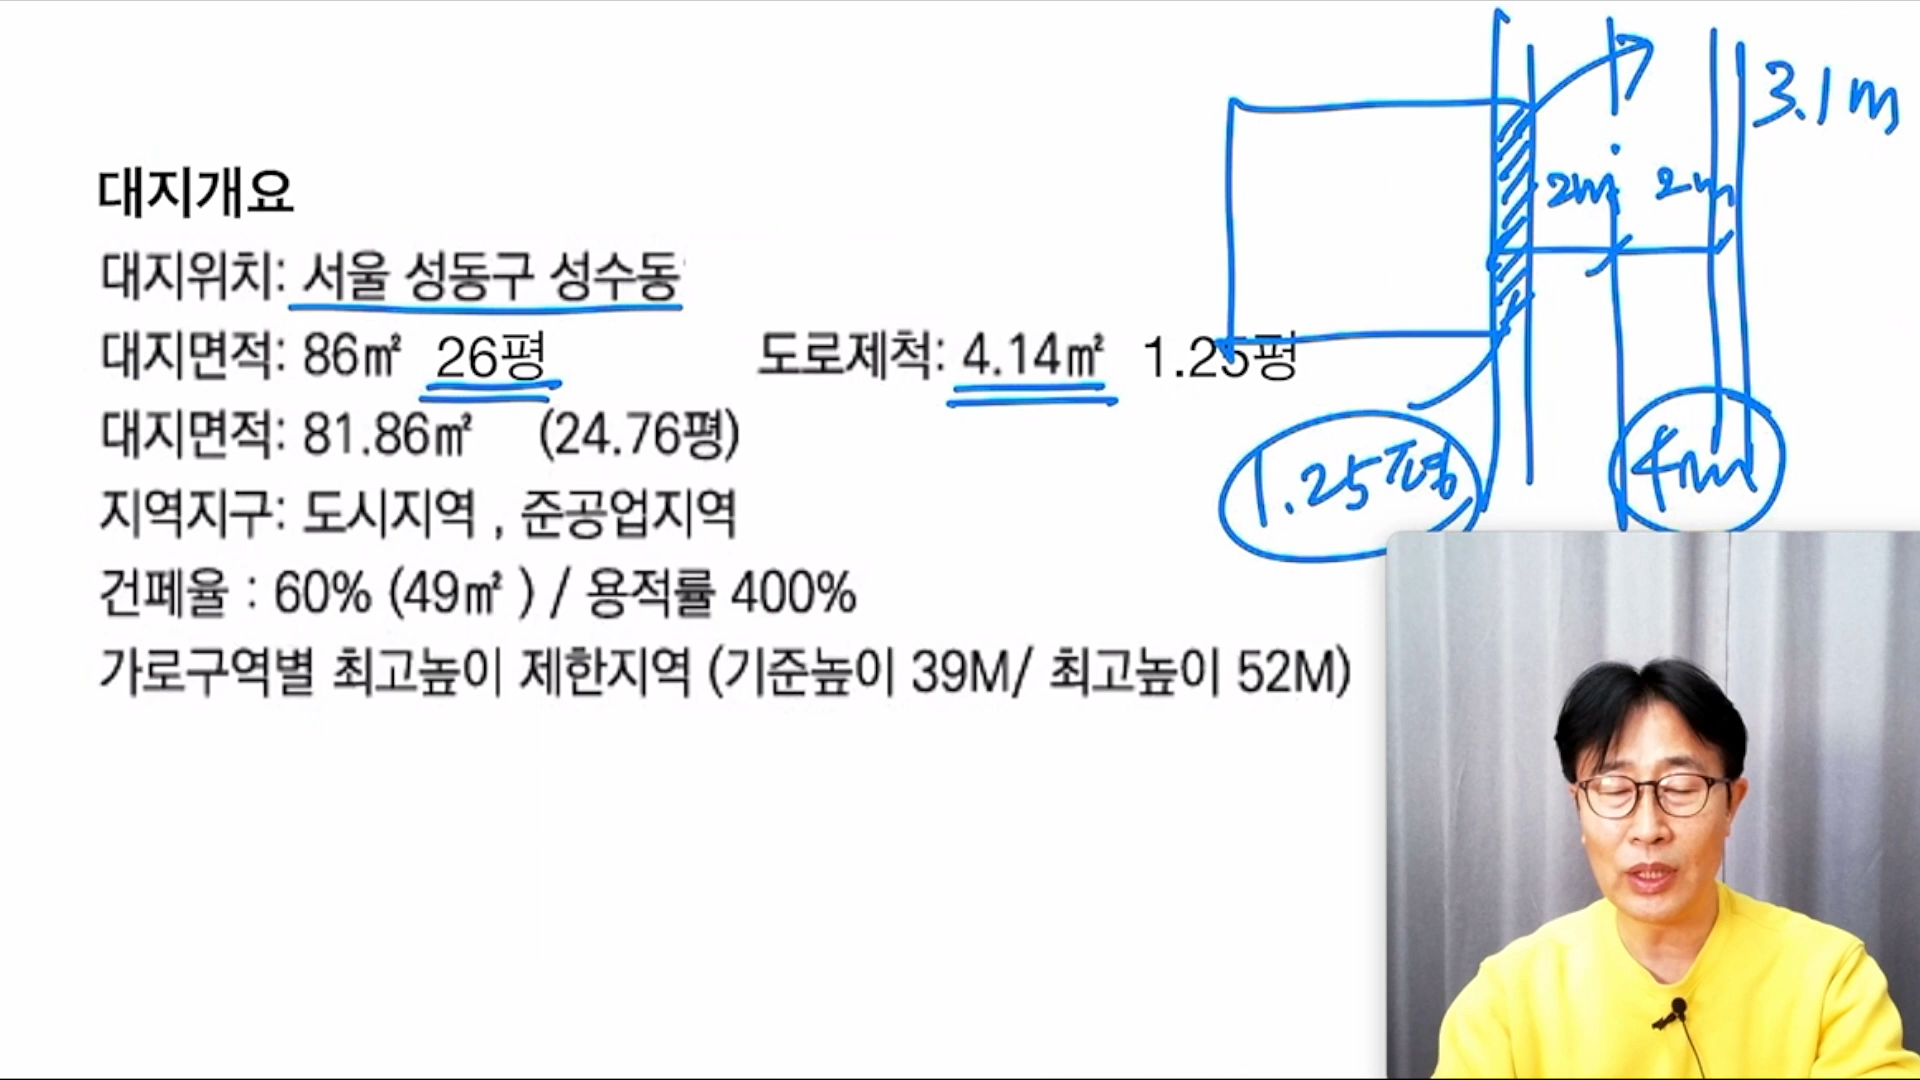 대지개요
대지위치: 서울 성동구 성수동
대지면적: 86㎡ 26평 도로제척: 4.14㎡ 1.25평
대지면적: 81.86㎡ (24.76평)
지역지구: 도시지역 , 준공업지역
건폐율 : 60% (49㎡ ) / 용적률 400%
가로구역별 최고높이 제한지역 (기준높이 39M/ 최고높이 52M)
3.1m
2m 2m
1.25평
4m